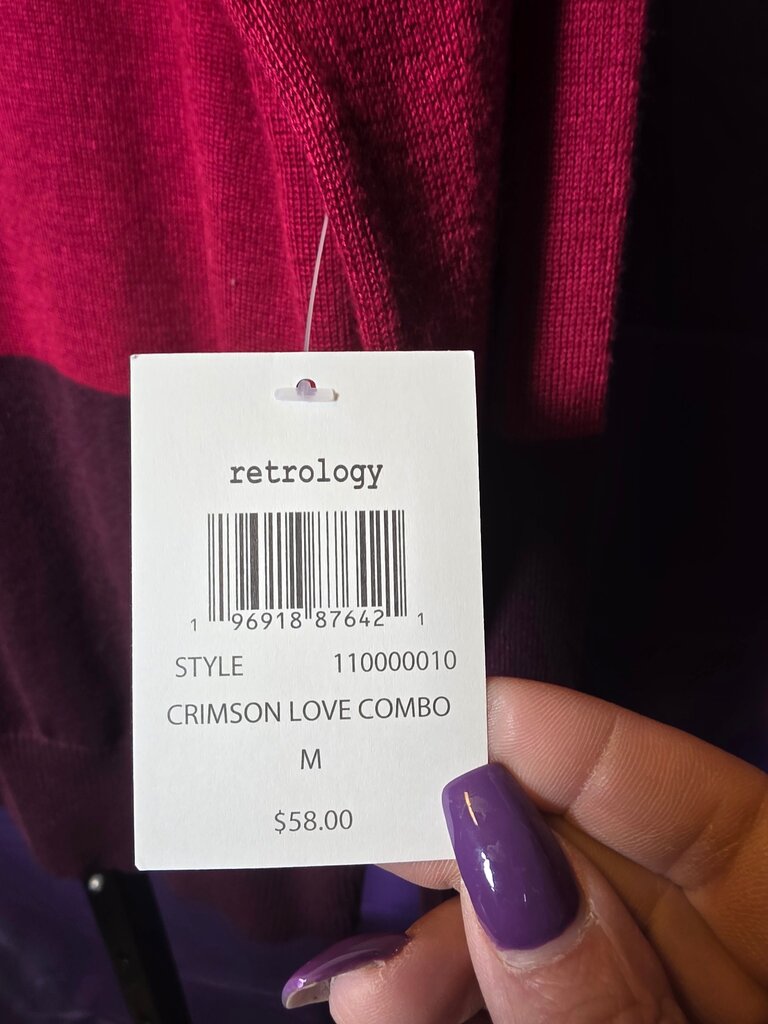 retrology
1 96918 87642 1
STYLE 110000010
CRIMSON LOVE COMBO
M
$58.00